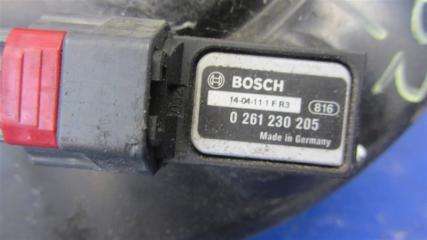 BOSCH
14-04-11 1 F R3 816
0 261 230 205
Made in Germany